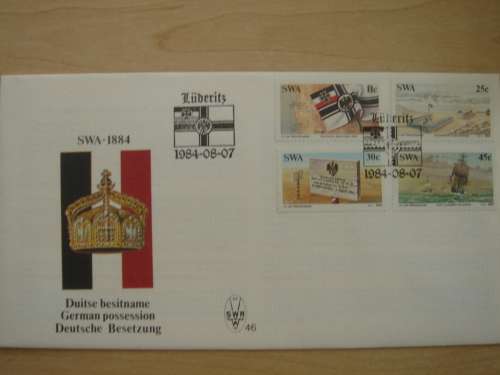 Lüderitz
1984-08-07
SWA-1884
Duitse besitname
German possession
Deutsche Besetzung
SWA
46
SWA 8c
SWA 25c
SWA 30c
SWA 45c
Lüderitz
1984-08-07